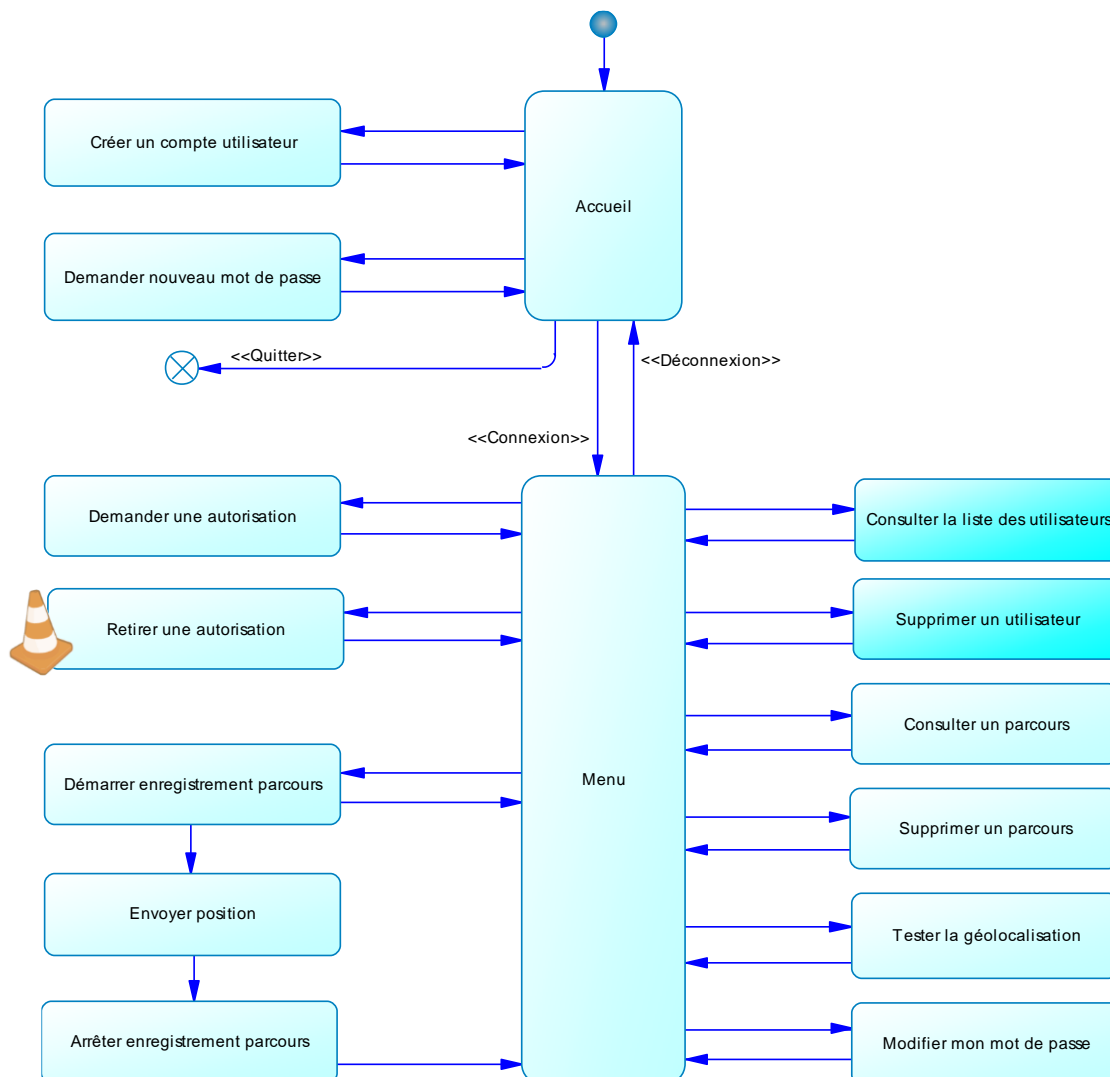 Créer un compte utilisateur
Accueil
Demander nouveau mot de passe
<<Quitter>>
<<Déconnexion>>
<<Connexion>>
Demander une autorisation
Consulter la liste des utilisateurs
Retirer une autorisation
Supprimer un utilisateur
Consulter un parcours
Démarrer enregistrement parcours
Menu
Supprimer un parcours
Envoyer position
Tester la géolocalisation
Arrêter enregistrement parcours
Modifier mon mot de passe